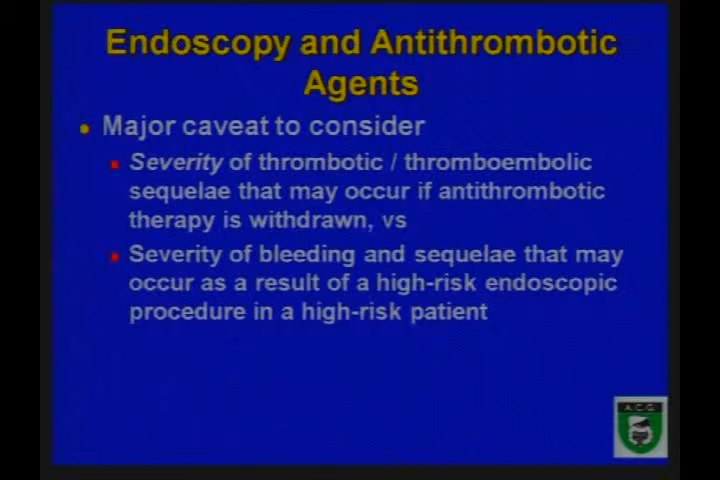 Endoscopy and Antithrombotic
Agents
Major caveat to consider
Severity of thrombotic / thromboembolic
sequelae that may occur if antithrombotic
therapy is withdrawn, vs
Severity of bleeding and sequelae that may
occur as a result of a high-risk endoscopic
procedure in a high-risk patient
A.C.G.